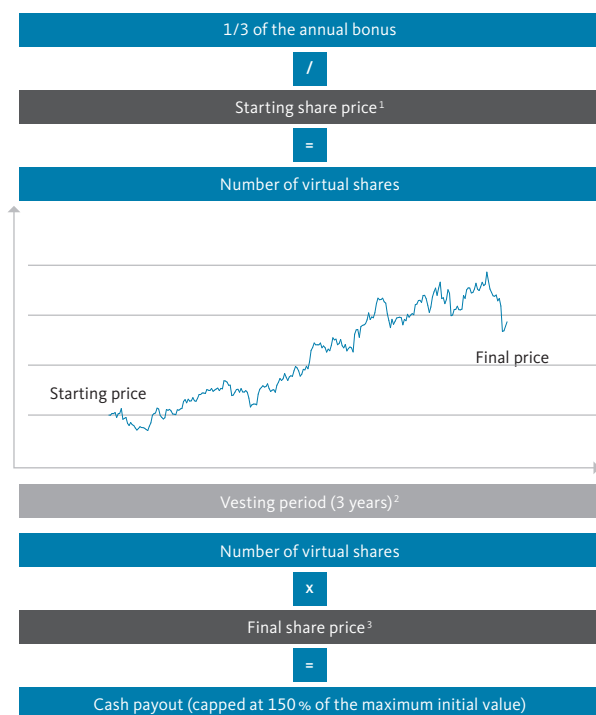 1/3 of the annual bonus
/
Starting share price¹
=
Number of virtual shares
Final price
Starting price
Vesting period (3 years)²
Number of virtual shares
x
Final share price³
=
Cash payout (capped at 150 % of the maximum initial value)